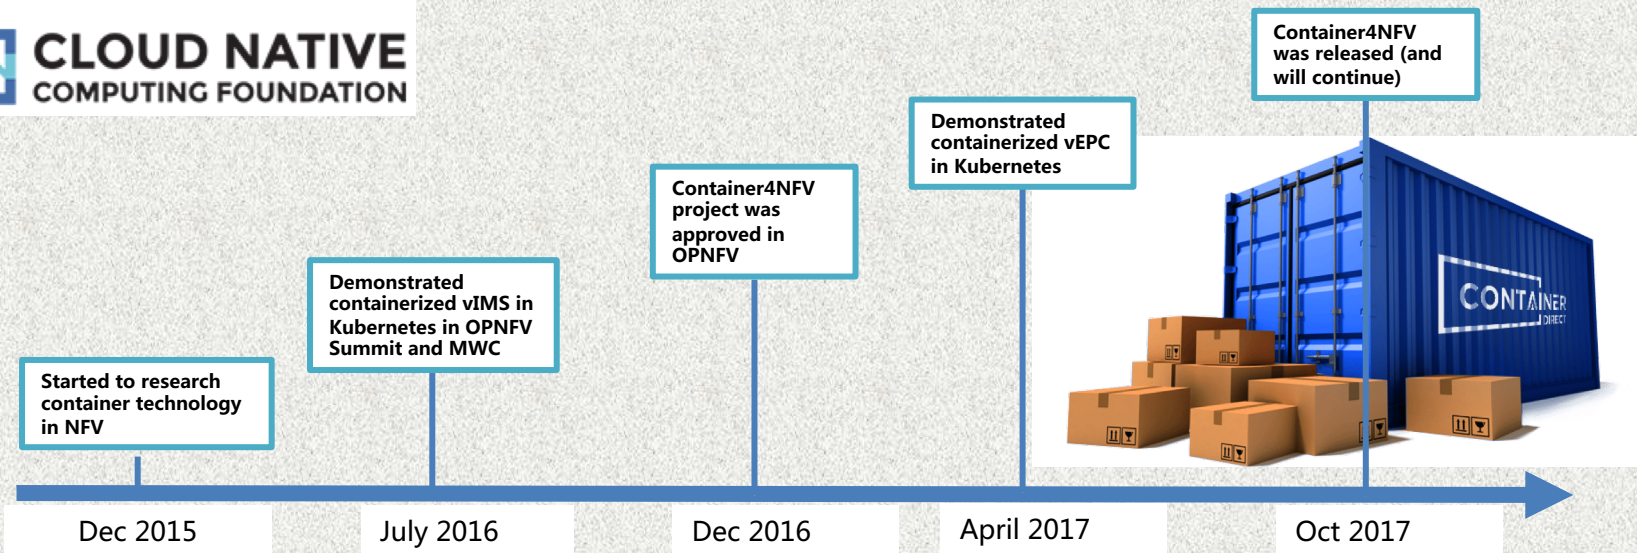 CLOUD NATIVE
COMPUTING FOUNDATION
Container4NFV
was released (and
will continue)
Demonstrated
containerized vEPC
in Kubernetes
Container4NFV
project was
approved in
OPNFV
Demonstrated
containerized vIMS in
Kubernetes in OPNFV
Summit and MWC
Started to research
container technology
in NFV
CONTAINER
DIRECT
Dec 2015
July 2016
Dec 2016
April 2017
Oct 2017